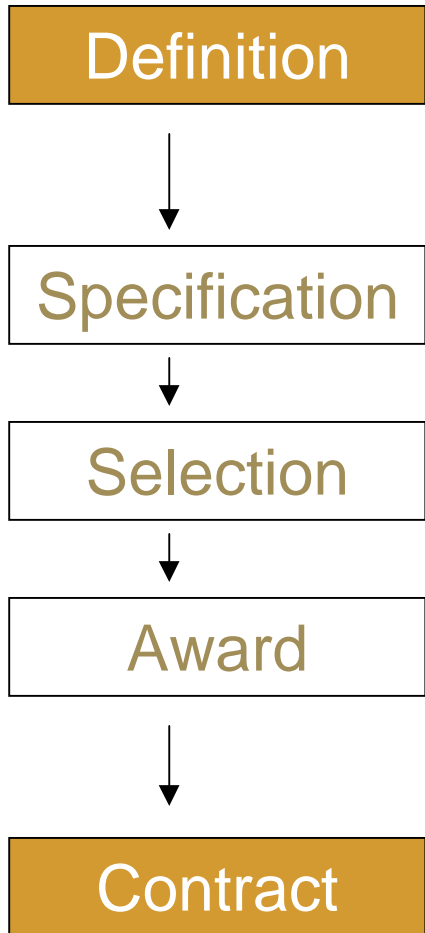 Definition
Specification
Selection
Award
Contract